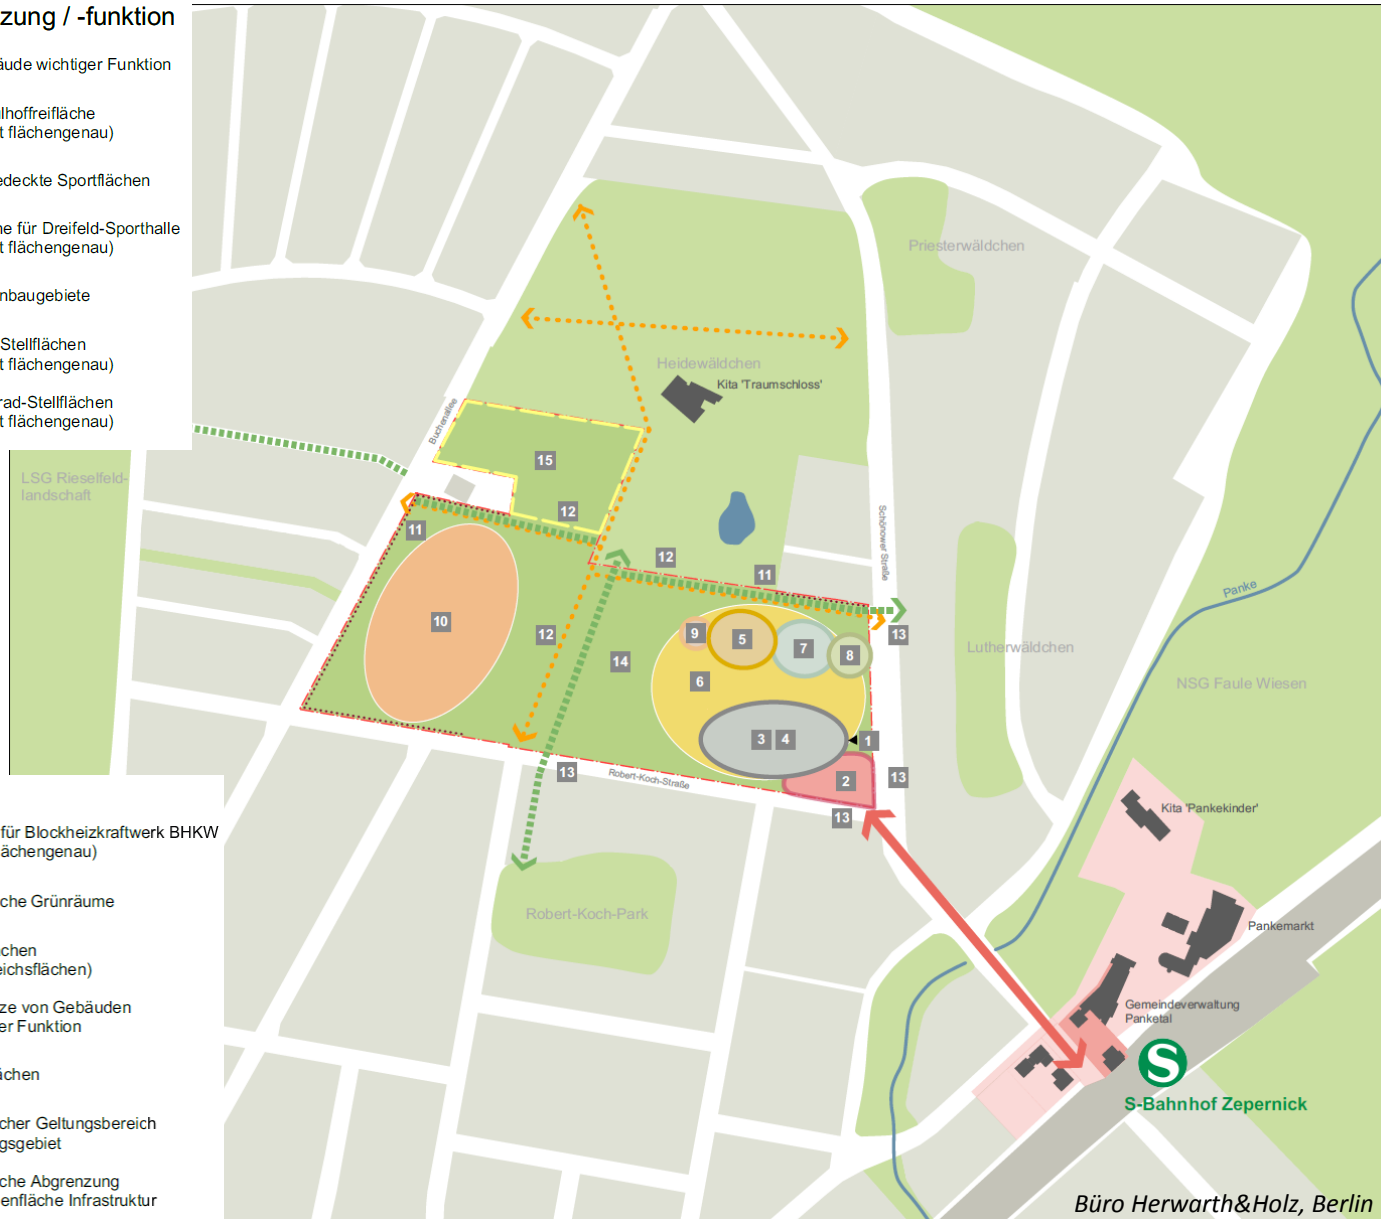 zung / -funktion
äude wichtiger Funktion
lhoffreifläche
t flächengenau)
edeckte Sportflächen
ne für Dreifeld-Sporthalle
t flächengenau)
nbaugebiete
Stellflächen
t flächengenau)
rad-Stellflächen
t flächengenau)
Priesterwäldchen
Heidewäldchen
Kita 'Traumschloss'
Buchenallee
LSG Rieselfeld-
landschaft
15
12
11
12
11
Schönower Straße
Panke
10
12
14
9
5
7
8
13
6
Lutherwäldchen
NSG Faule Wiesen
3 4
1
13
Robert-Koch-Straße
2
13
13
Kita 'Pankekinder'
für Blockheizkraftwerk BHKW
ächengenau)
che Grünräume
Robert-Koch-Park
Pankemarkt
chen
eichsflächen)
ze von Gebäuden
er Funktion
Gemeindeverwaltung
Panketal
ächen
S
S-Bahnhof Zepernick
cher Geltungsbereich
gsgebiet
che Abgrenzung
enfläche Infrastruktur
Büro Herwarth&Holz, Berlin